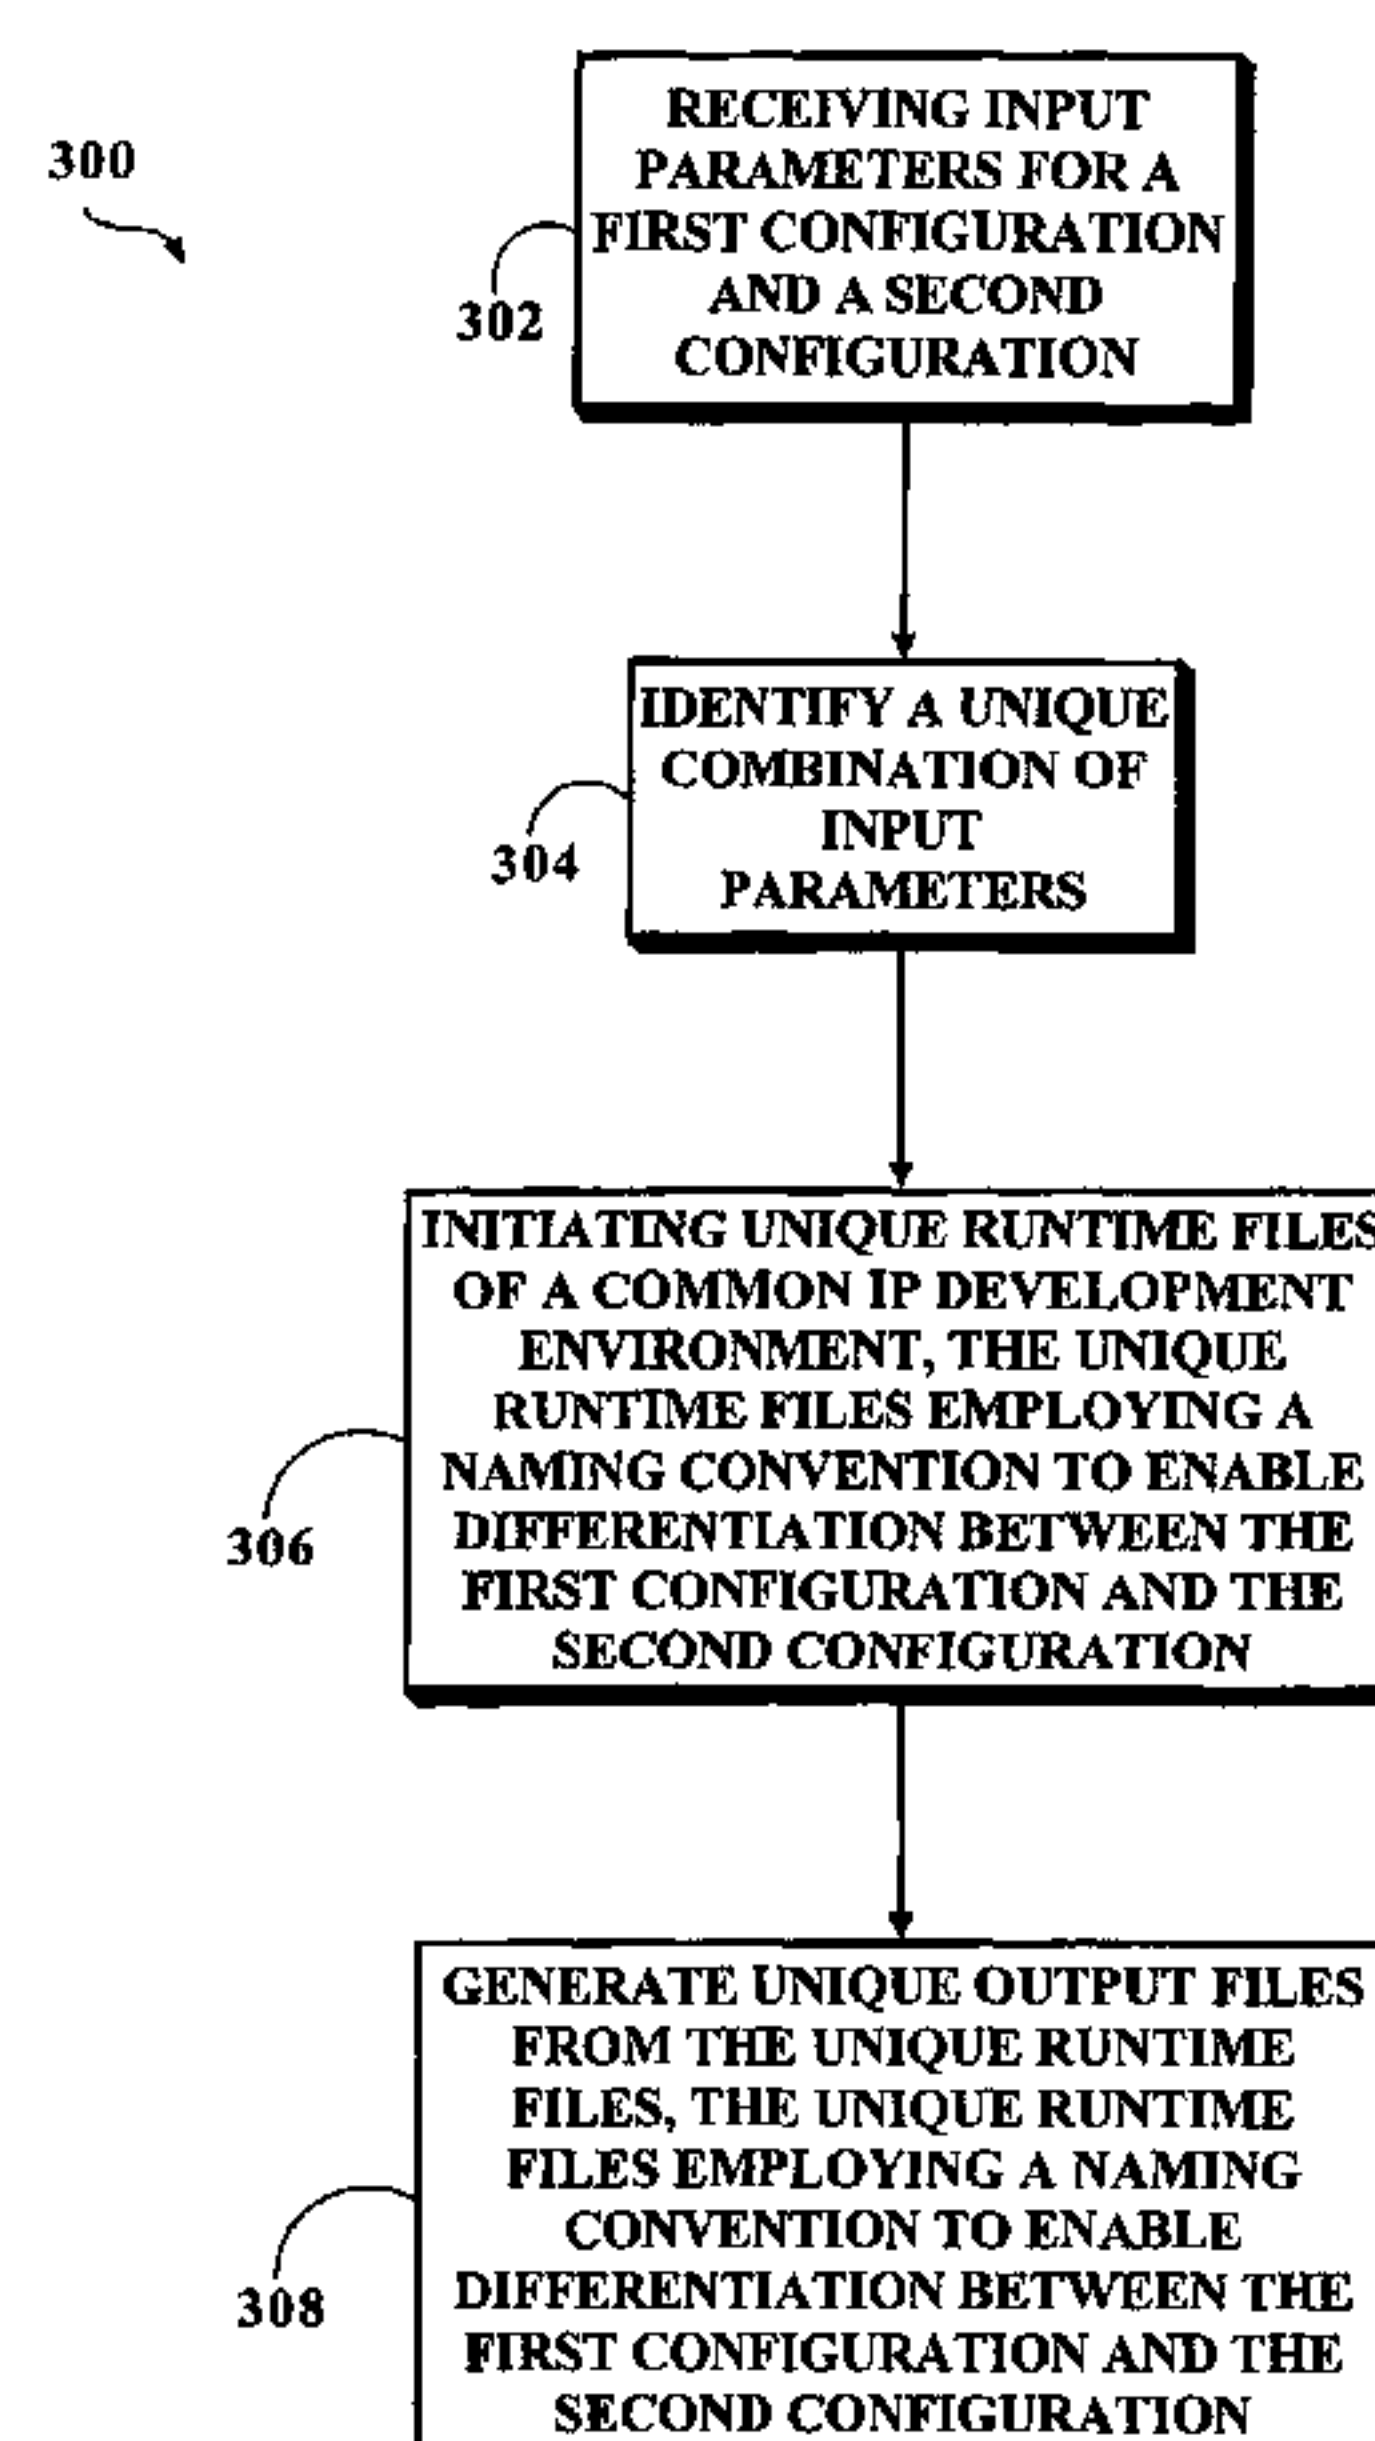 300
RECEIVING INPUT
PARAMETERS FOR A
FIRST CONFIGURATION
AND A SECOND
CONFIGURATION
302
IDENTIFY A UNIQUE
COMBINATION OF
INPUT
PARAMETERS
304
INITIATING UNIQUE RUNTIME FILES
OF A COMMON IP DEVELOPMENT
ENVIRONMENT, THE UNIQUE
RUNTIME FILES EMPLOYING A
NAMING CONVENTION TO ENABLE
DIFFERENTIATION BETWEEN THE
FIRST CONFIGURATION AND THE
SECOND CONFIGURATION
306
GENERATE UNIQUE OUTPUT FILES
FROM THE UNIQUE RUNTIME
FILES, THE UNIQUE RUNTIME
FILES EMPLOYING A NAMING
CONVENTION TO ENABLE
DIFFERENTIATION BETWEEN THE
FIRST CONFIGURATION AND THE
SECOND CONFIGURATION
308